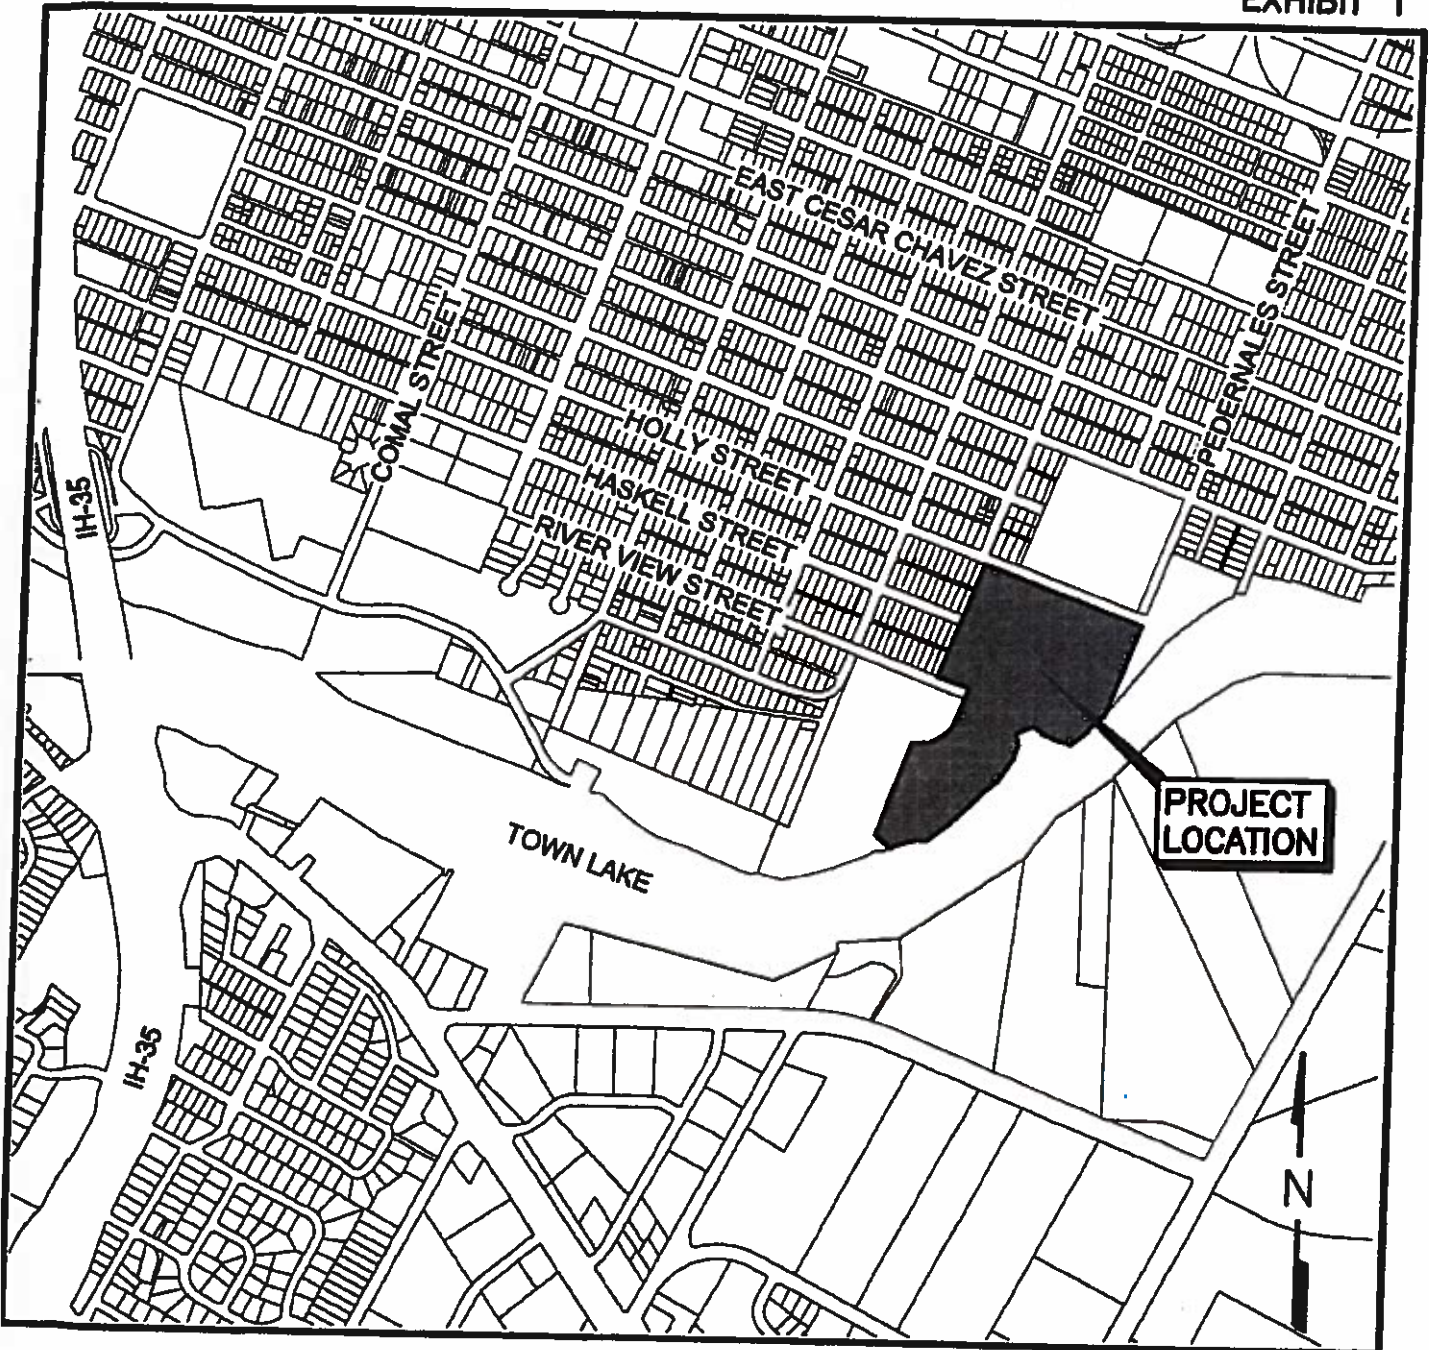 EXHIBIT 1
EAST CESAR CHAVEZ STREET
PEDERNALES STREET
COMAL STREET
HOLLY STREET
HASKELL STREET
RIVER VIEW STREET
IH-35
PROJECT
LOCATION
TOWN LAKE
IH-35
N